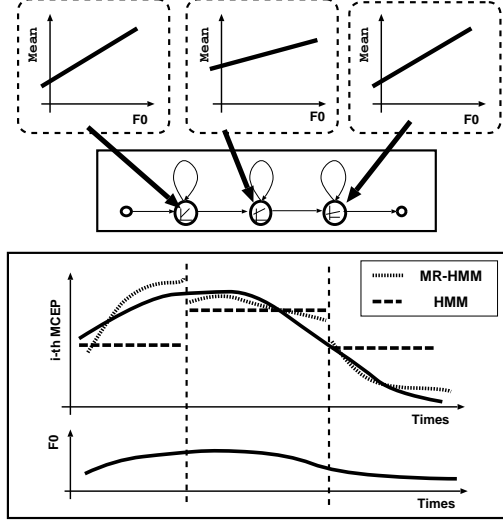 Mean
F0
Mean
F0
Mean
F0
MR-HMM
HMM
i-th MCEP
Times
F0
Times